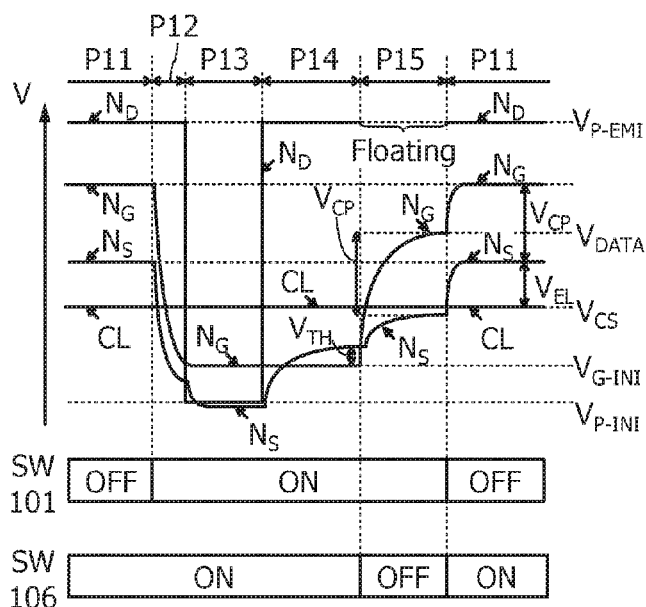 P12
P11 P13 P14 P15 P11
V
N_D N_D V_P-EMI
N_D Floating
N_G V_CP N_G N_G V_CP V_DATA
N_S N_S V_EL
CL CL V_CS
CL
N_G V_TH N_S V_G-INI
N_S V_P-INI
SW 101 OFF ON OFF
SW 106 ON OFF ON